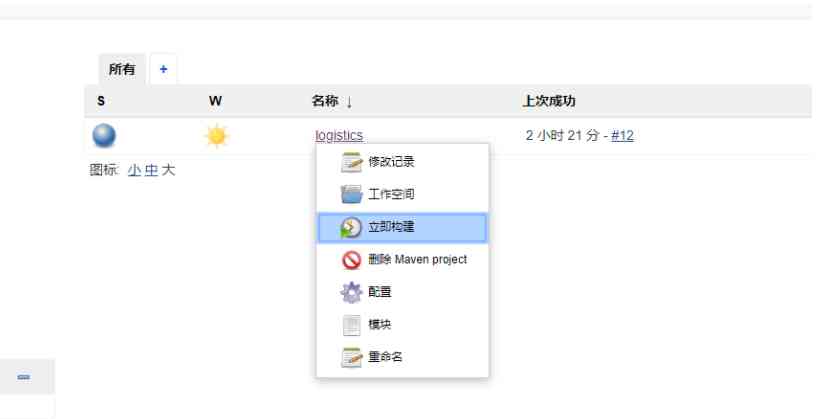 所有 +
S W 名称 ↓ 上次成功
logistics 2 小时 21 分 - #12
图标: 小 中 大
修改记录
工作空间
立即构建
删除 Maven project
配置
模块
重命名